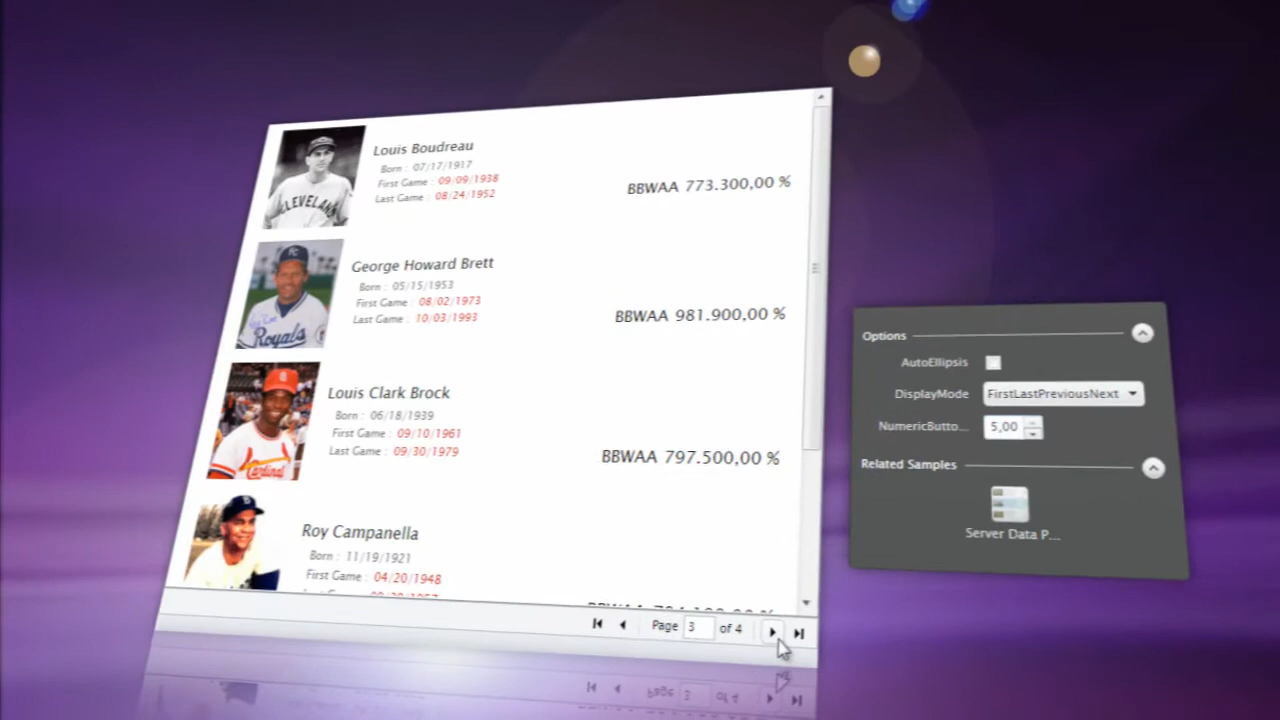 Louis Boudreau
Born : 07/17/1917
First Game : 09/09/1938
Last Game : 08/24/1952
BBWAA 773.300,00 %
CLEVELAND
George Howard Brett
Born : 05/15/1953
First Game : 08/02/1973
Last Game : 10/03/1993
BBWAA 981.900,00 %
Royals
Louis Clark Brock
Born : 06/18/1939
First Game : 09/10/1961
Last Game : 09/30/1979
BBWAA 797.500,00 %
Cardinal
Roy Campanella
Born : 11/19/1921
First Game : 04/20/1948
Page 3 of 4
Options
AutoEllipsis
DisplayMode FirstLastPreviousNext
NumericButto... 5,00
Related Samples
Server Data P...